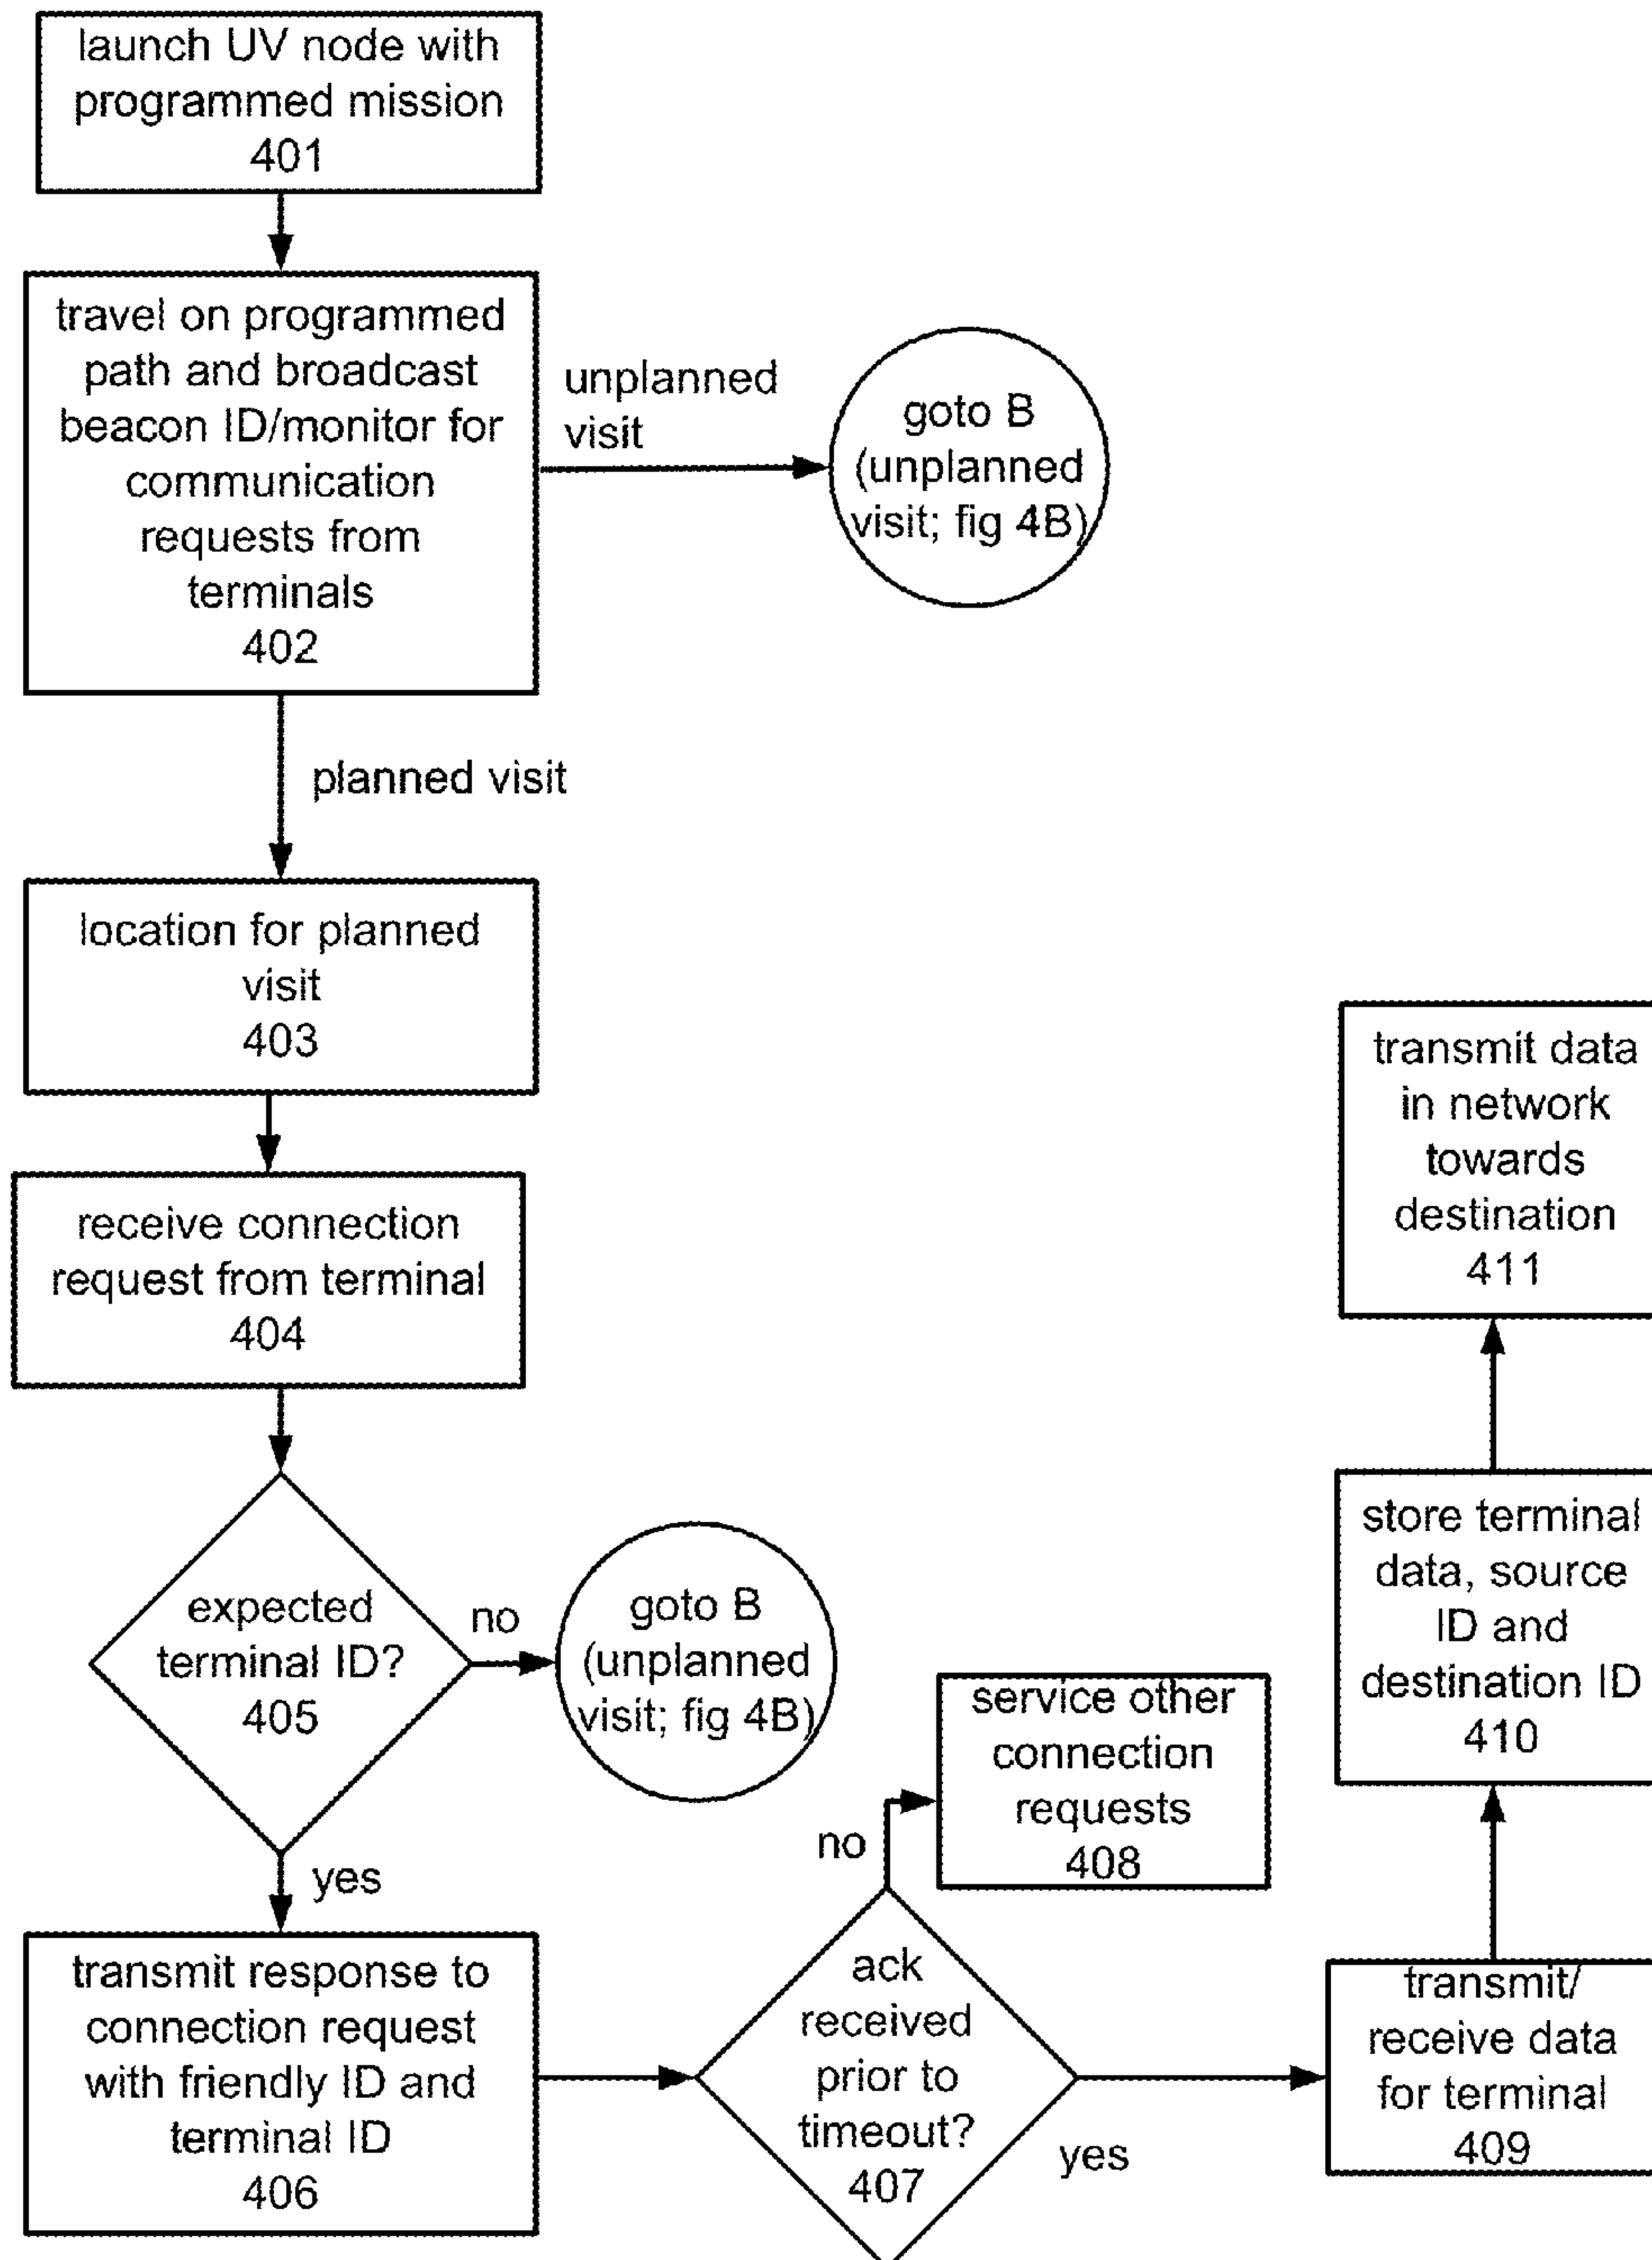 launch UV node with
programmed mission
401
travel on programmed
path and broadcast
beacon ID/monitor for
communication
requests from
terminals
402
unplanned
visit
goto B
(unplanned
visit; fig 4B)
planned visit
location for planned
visit
403
receive connection
request from terminal
404
expected
terminal ID?
405
no
goto B
(unplanned
visit; fig 4B)
yes
transmit response to
connection request
with friendly ID and
terminal ID
406
ack
received
prior to
timeout?
407
no
service other
connection
requests
408
yes
transmit/
receive data
for terminal
409
store terminal
data, source
ID and
destination ID
410
transmit data
in network
towards
destination
411